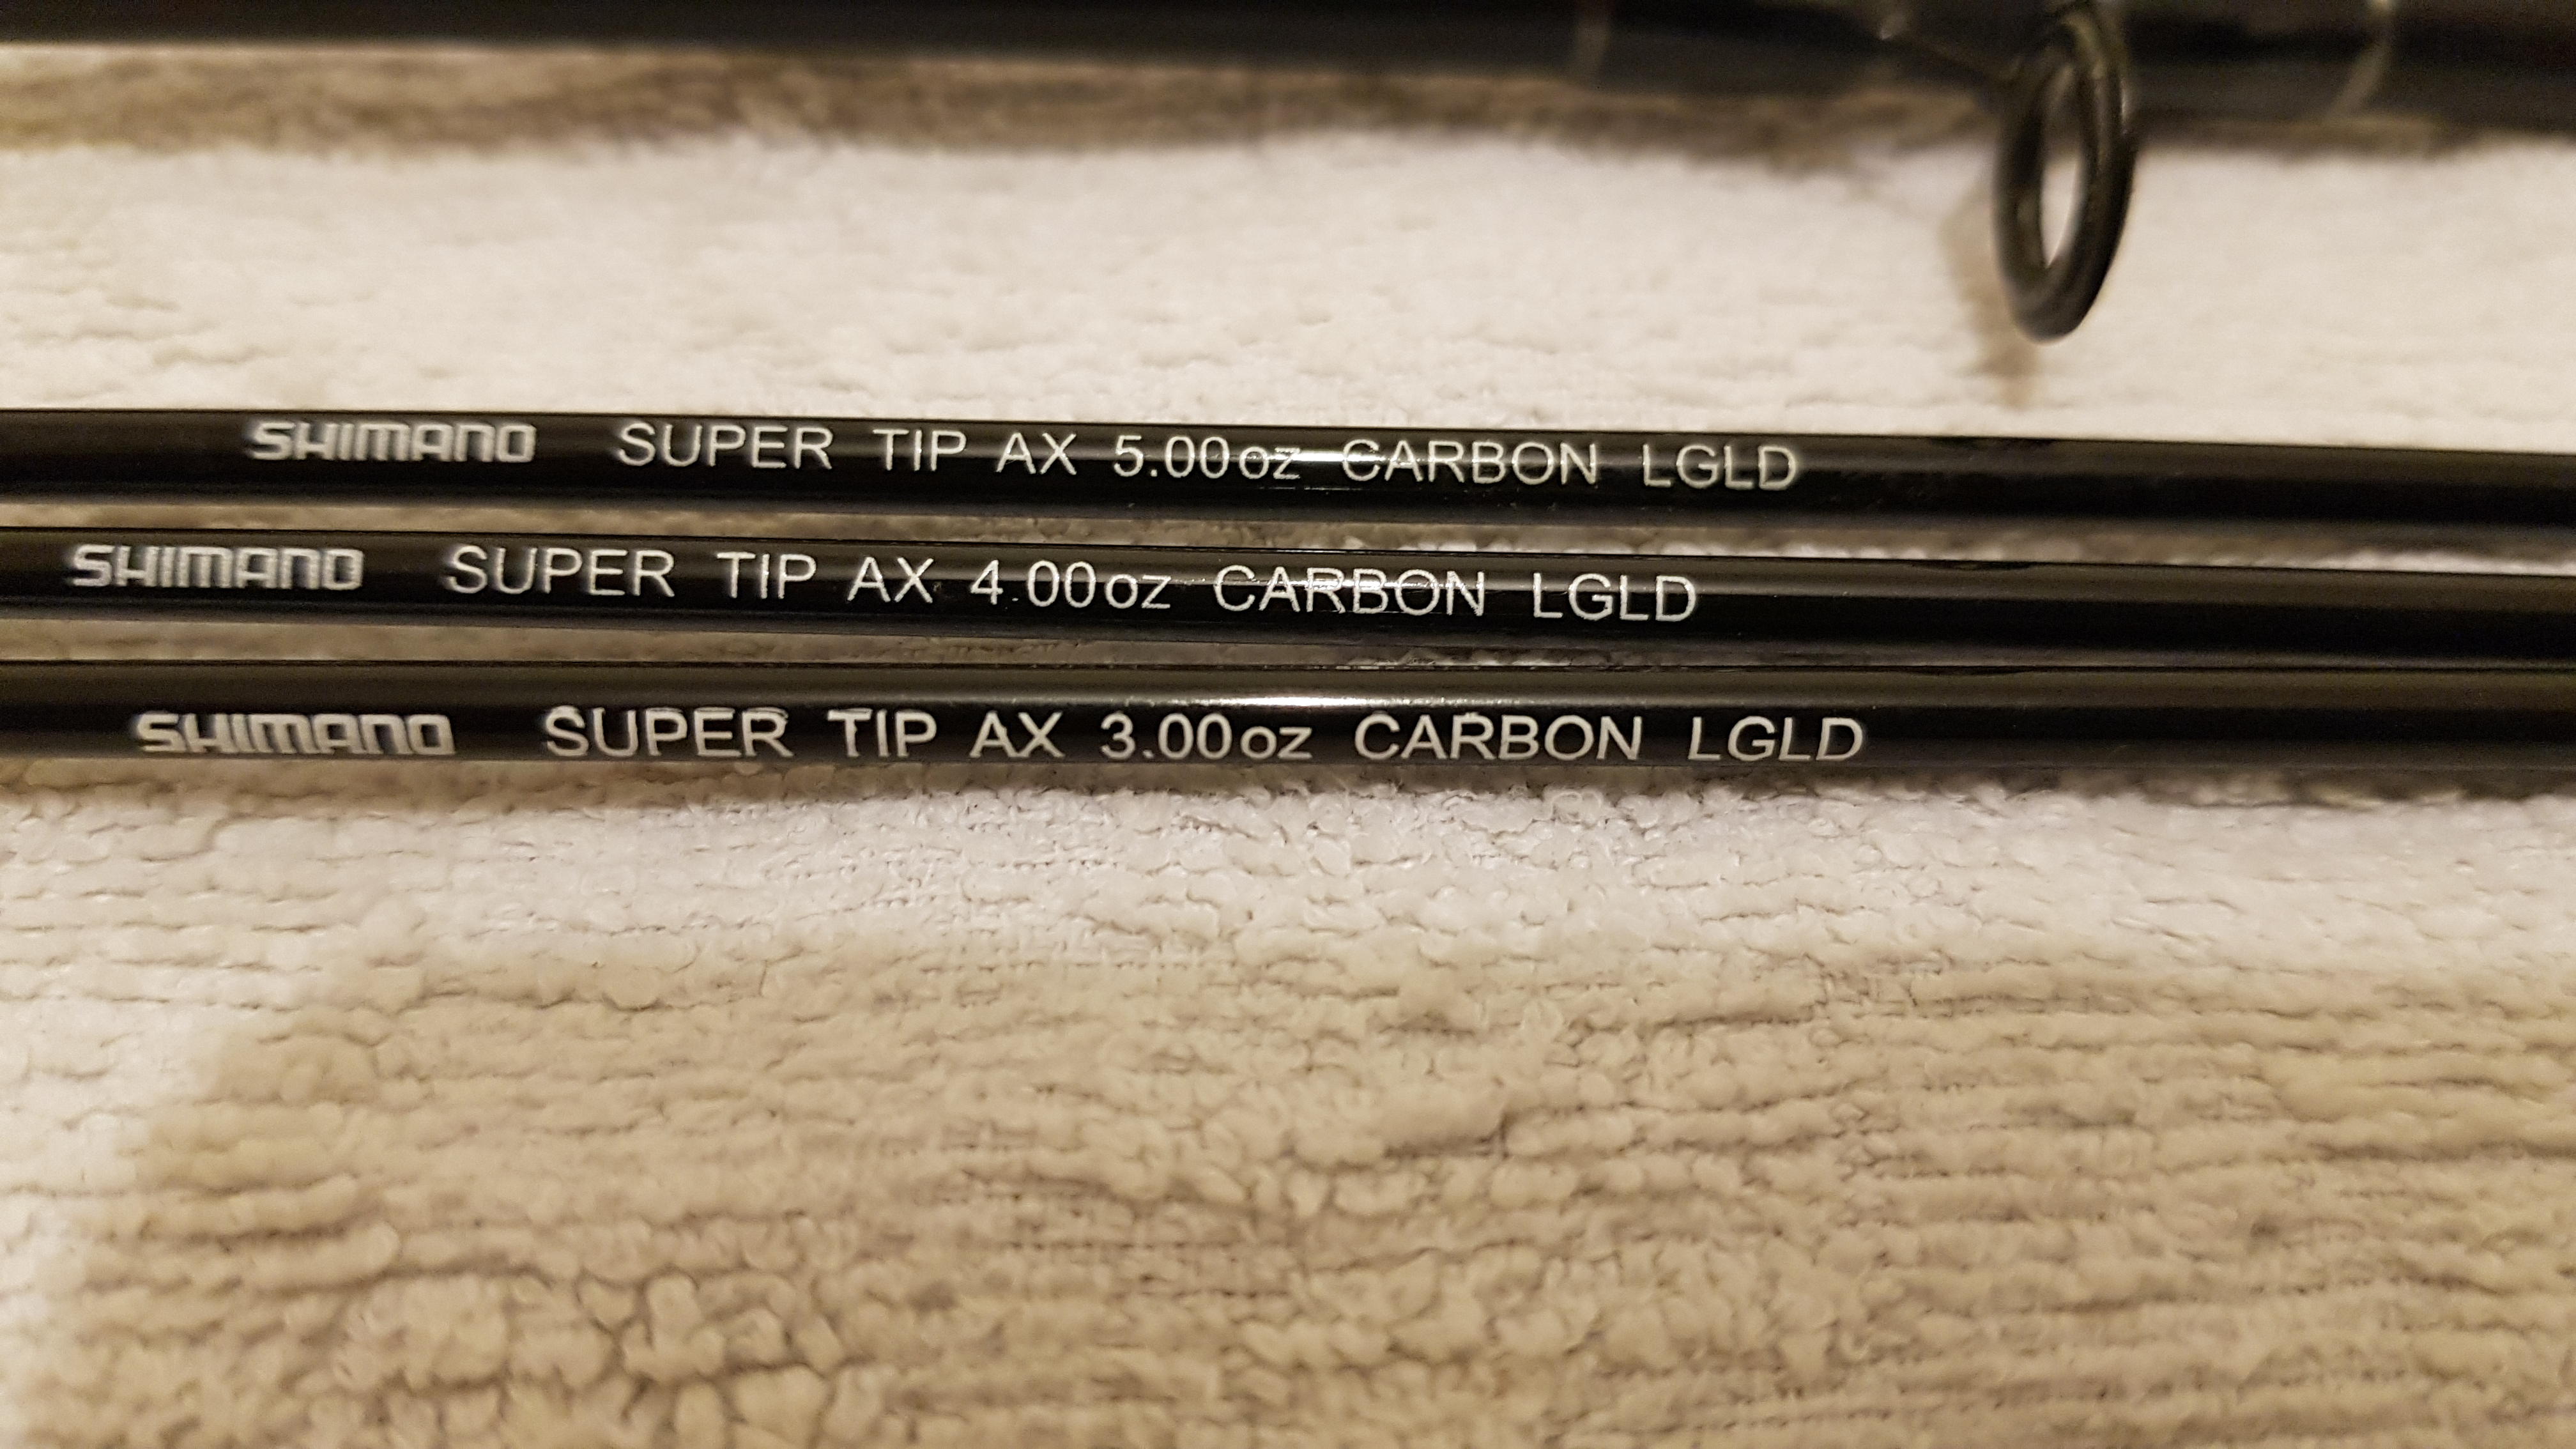 SHIMANO SUPER TIP AX 5.00oz CARBON LGLD
SHIMANO SUPER TIP AX 4.00oz CARBON LGLD
SHIMANO SUPER TIP AX 3.00oz CARBON LGLD